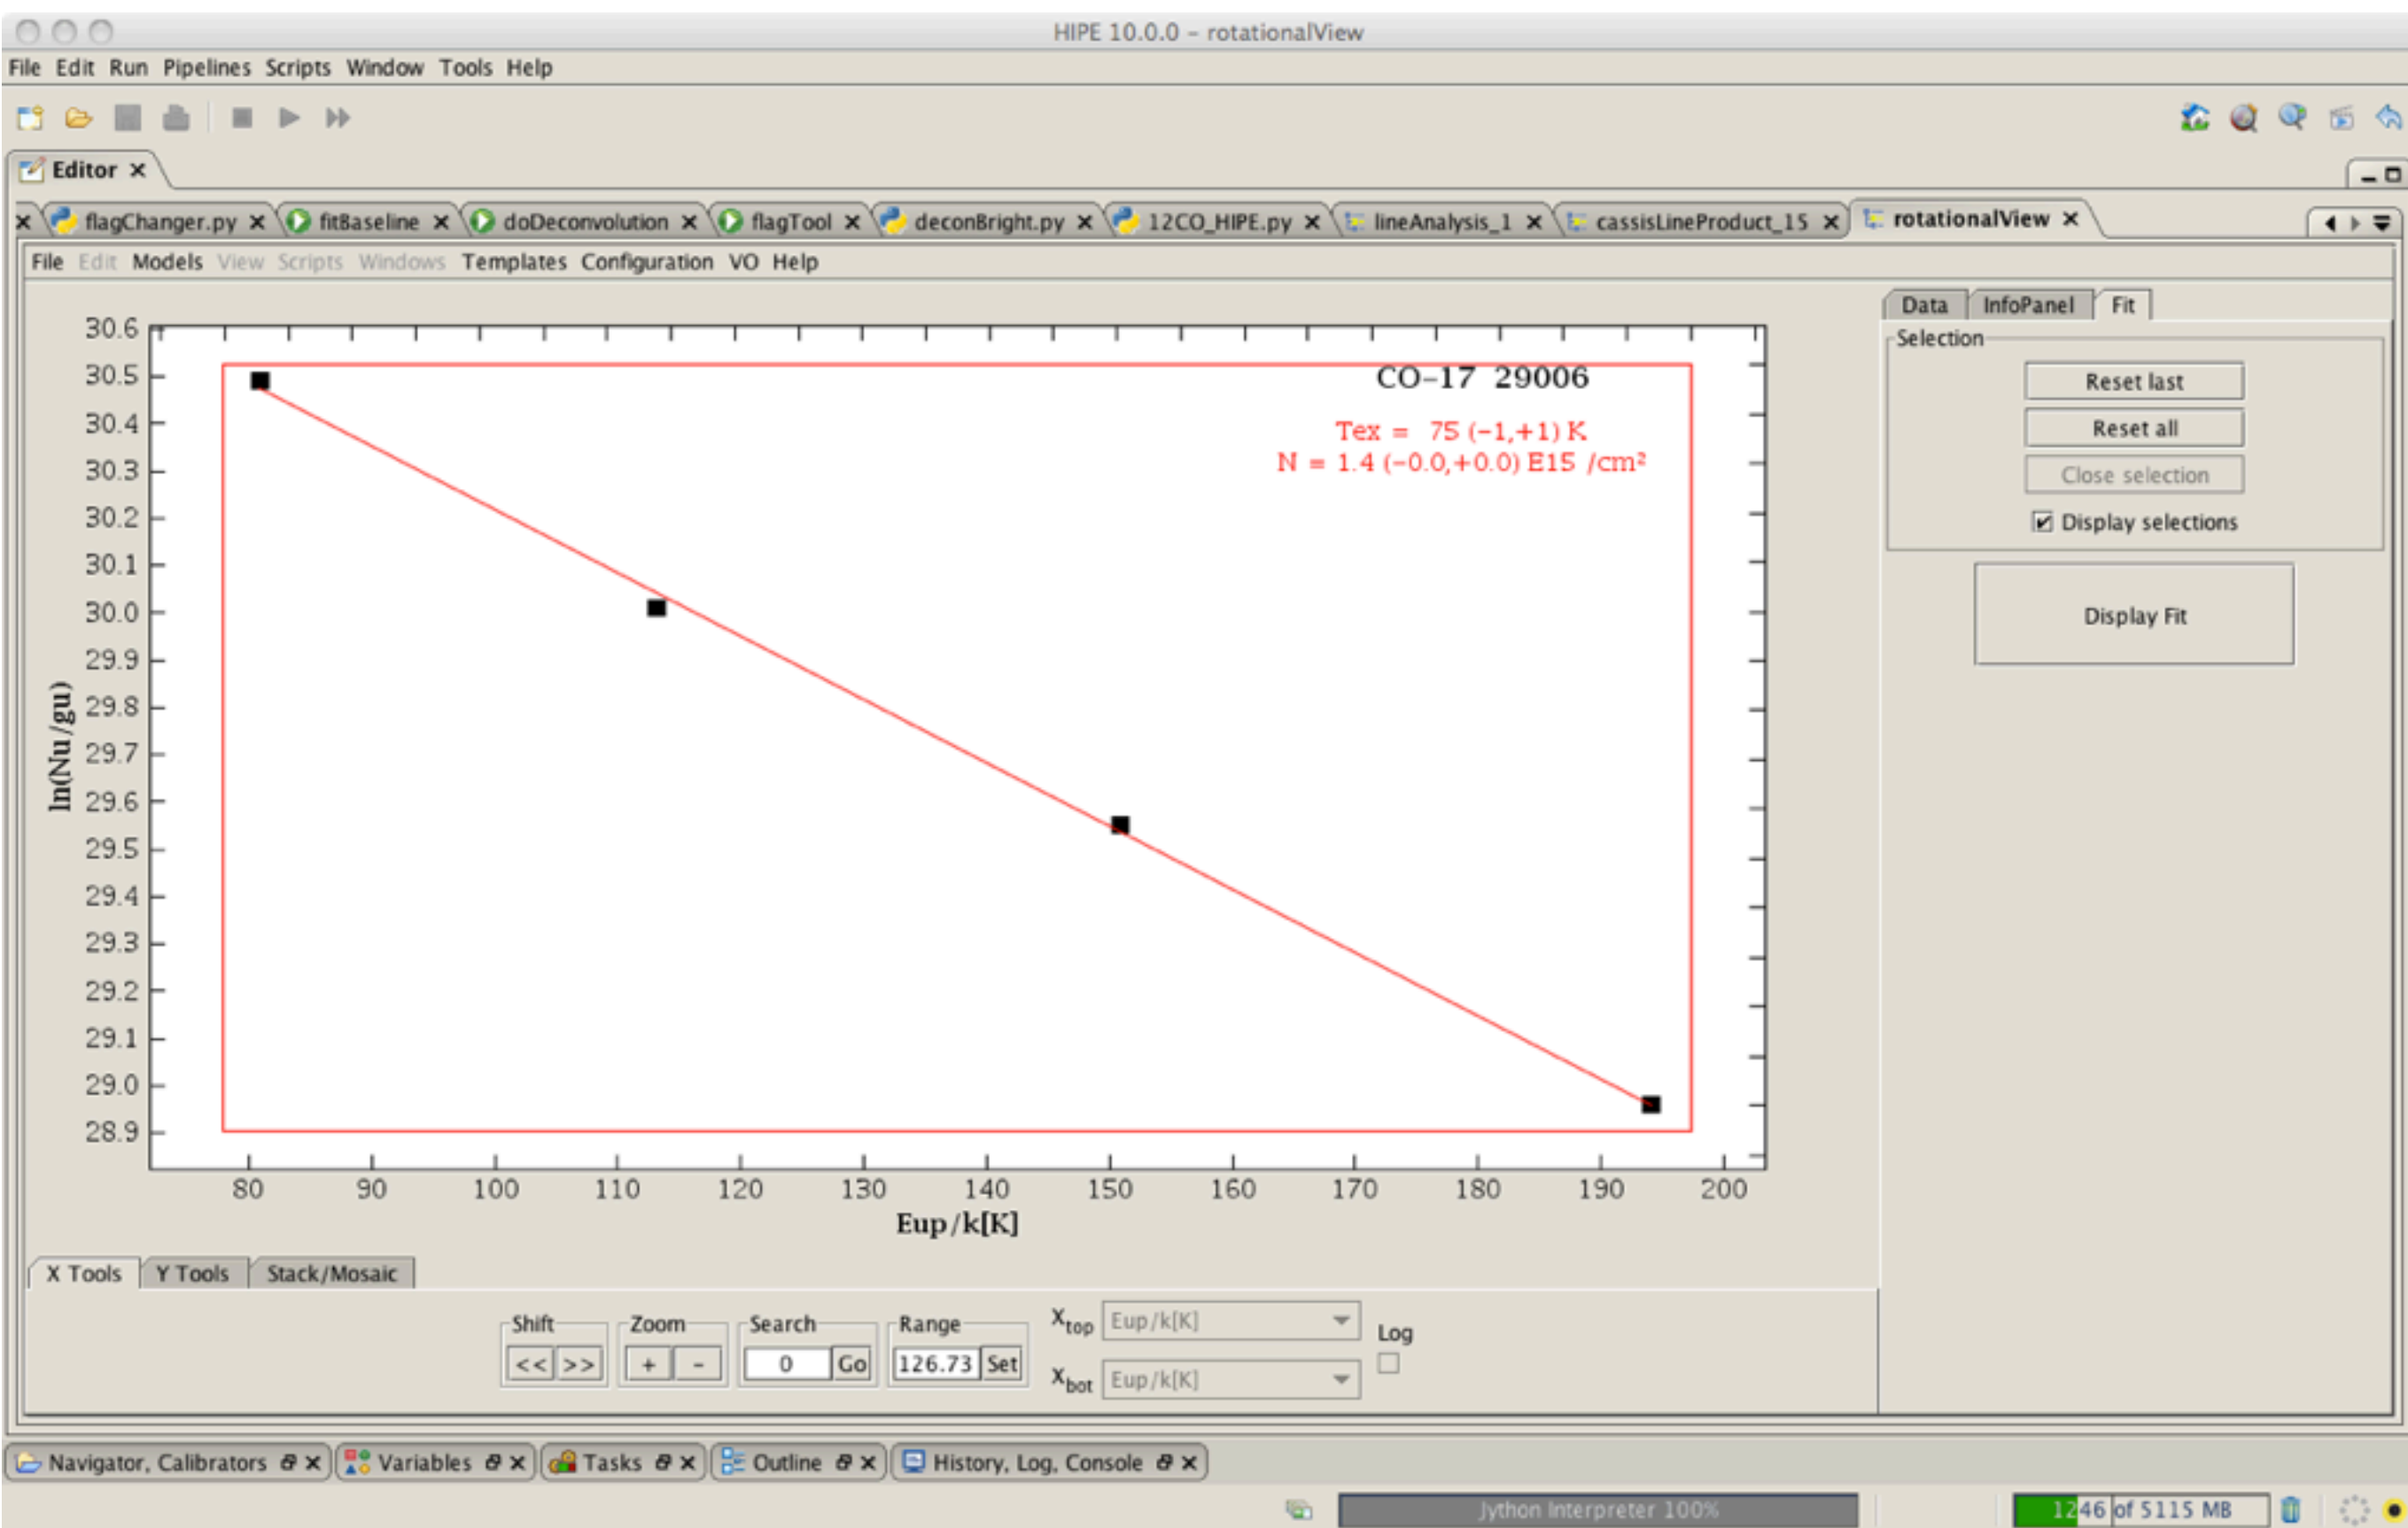 HIPE 10.0.0 – rotationalView
File Edit Run Pipelines Scripts Window Tools Help
Editor
flagChanger.py fitBaseline doDeconvolution flagTool deconBright.py 12CO_HIPE.py lineAnalysis_1 cassisLineProduct_15 rotationalView
File Edit Models View Scripts Windows Templates Configuration VO Help
Data InfoPanel Fit
Selection
Reset last
Reset all
Close selection
Display selections
Display Fit
CO–17 29006
Tex = 75 (−1,+1) K
N = 1.4 (−0.0,+0.0) E15 /cm²
30.6
30.5
30.4
30.3
30.2
30.1
30.0
29.9
29.8
29.7
29.6
29.5
29.4
29.3
29.2
29.1
29.0
28.9
ln(Nu/gu)
80 90 100 110 120 130 140 150 160 170 180 190 200
Eup/k[K]
X Tools Y Tools Stack/Mosaic
Shift Zoom Search Range
<< >> + - 0 Go 126.73 Set
Xtop Eup/k[K]
Xbot Eup/k[K]
Log
Navigator, Calibrators Variables Tasks Outline History, Log, Console
Jython Interpreter 100%
1246 of 5115 MB